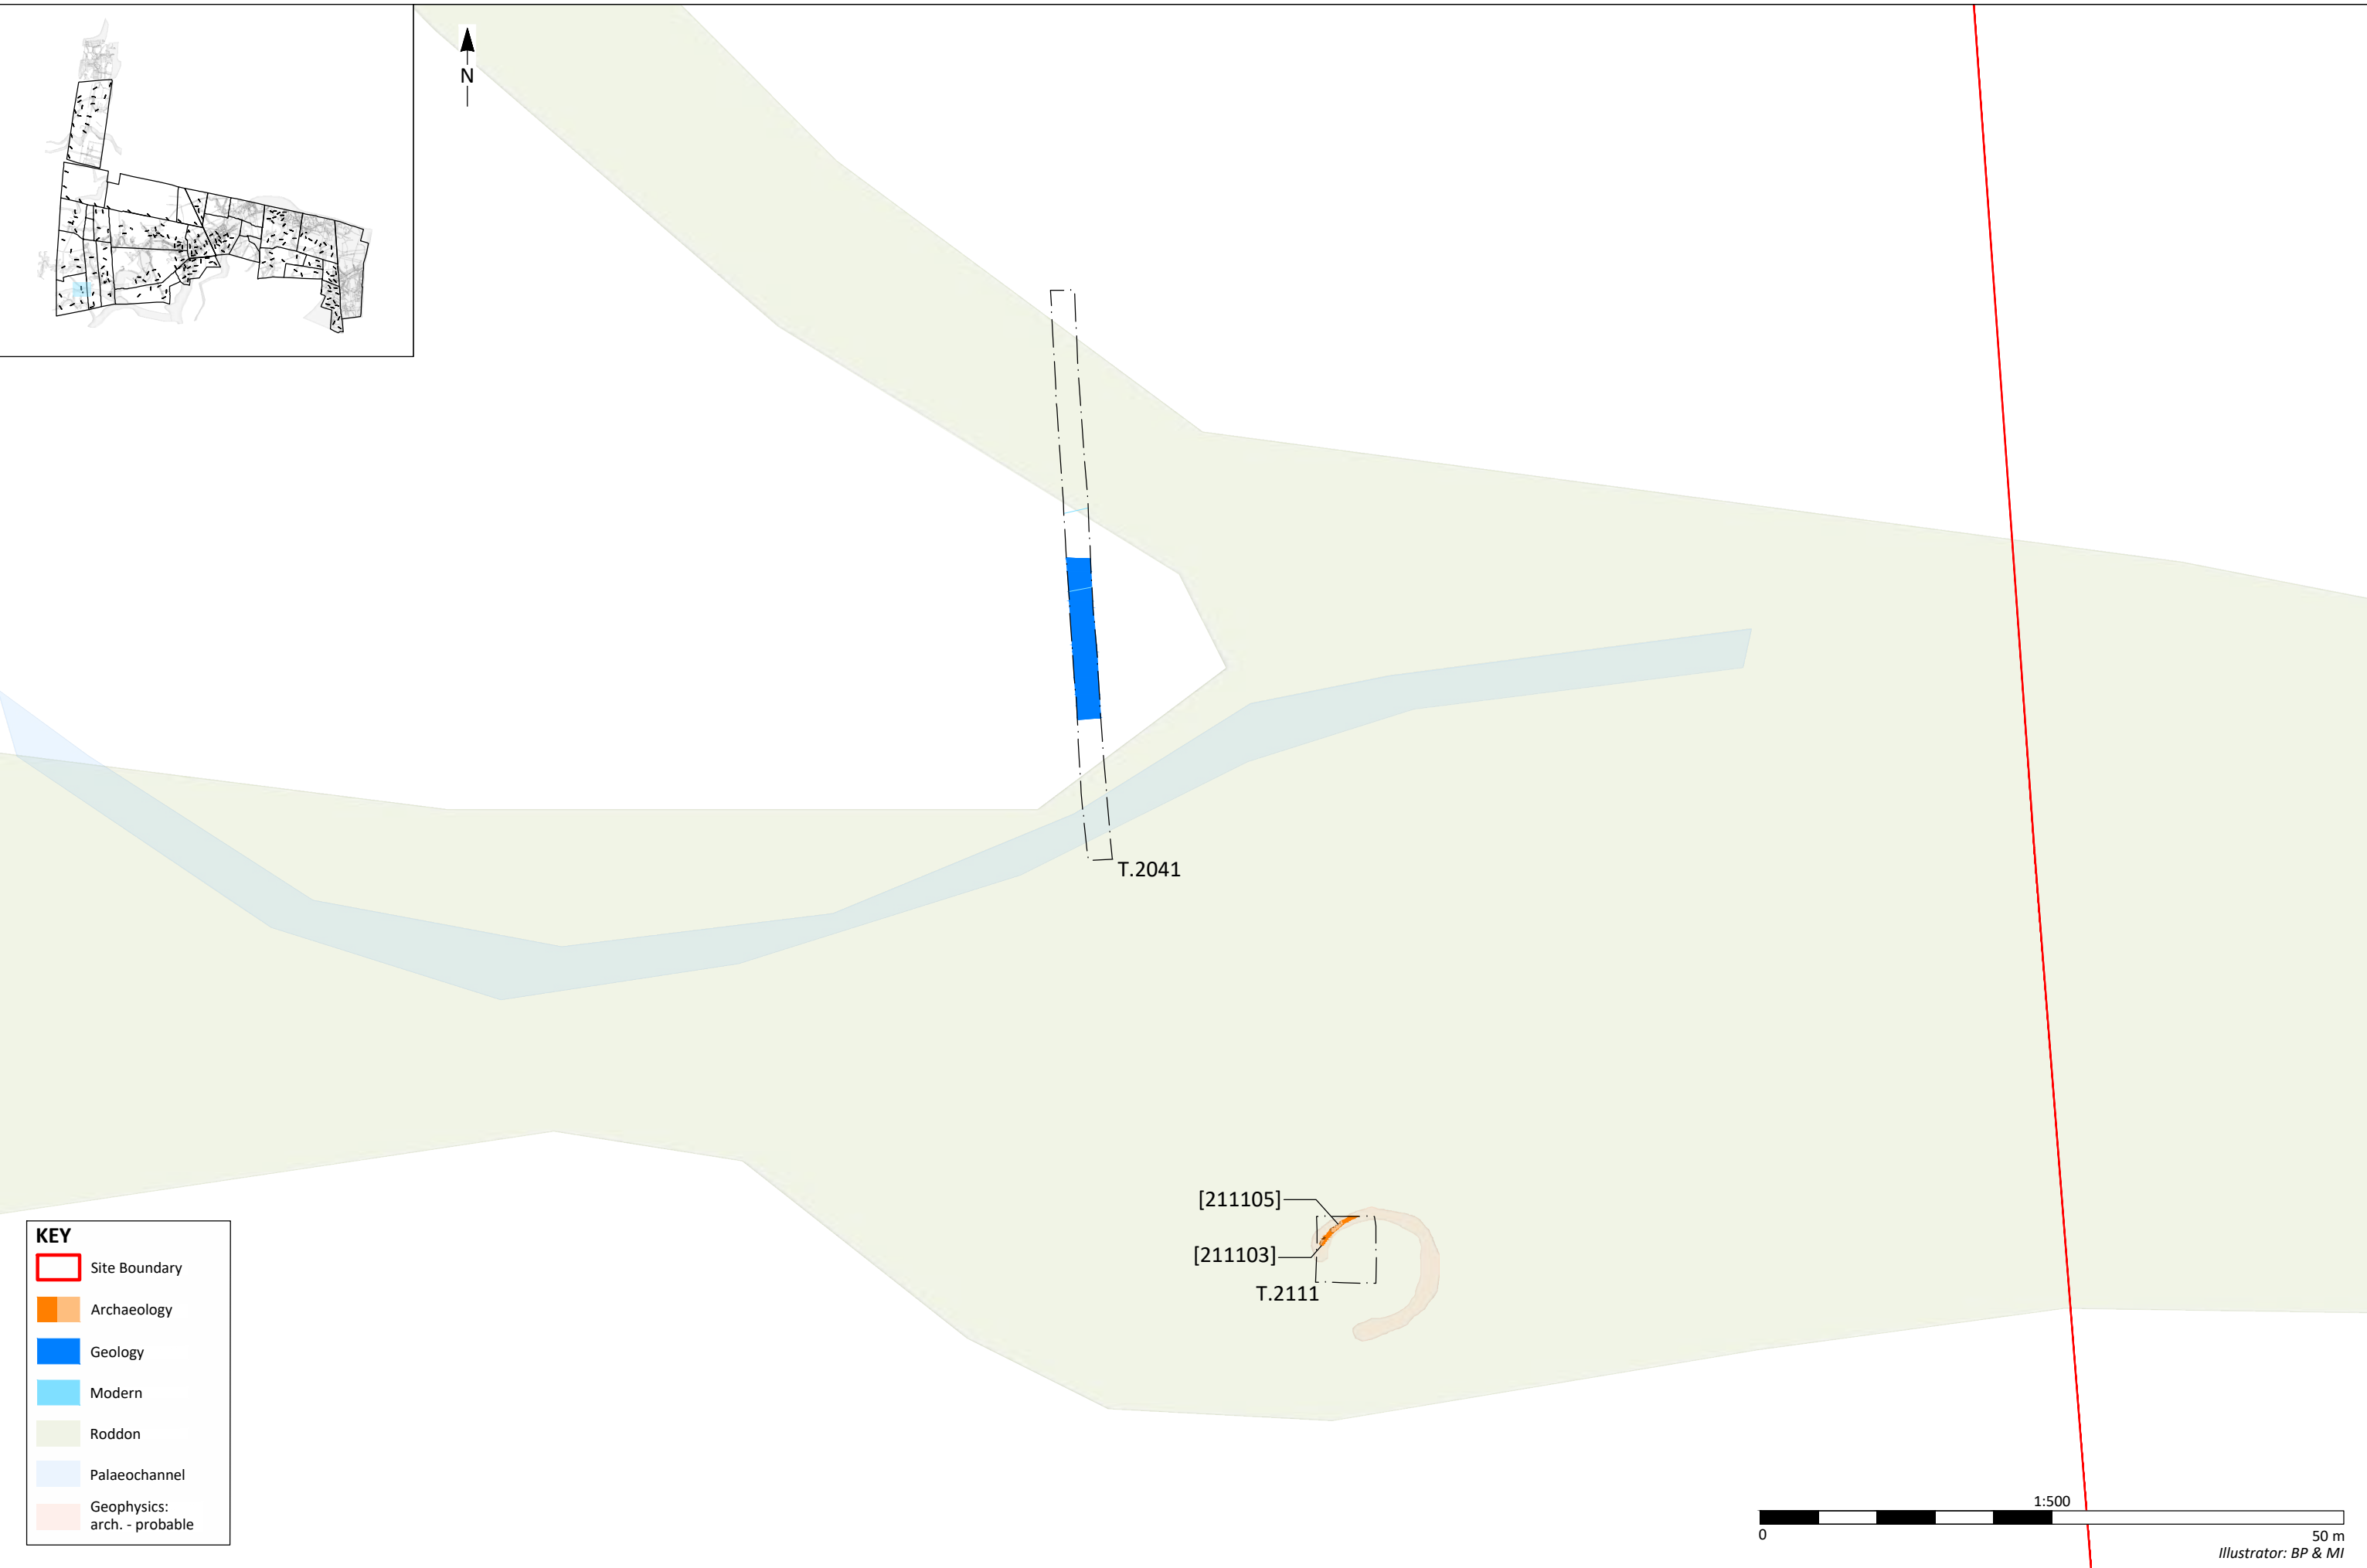 N
T.2041
[211105]
[211103]
T.2111
KEY
Site Boundary
Archaeology
Geology
Modern
Roddon
Palaeochannel
Geophysics:
arch. - probable
1:500
0
50 m
Illustrator: BP & MI